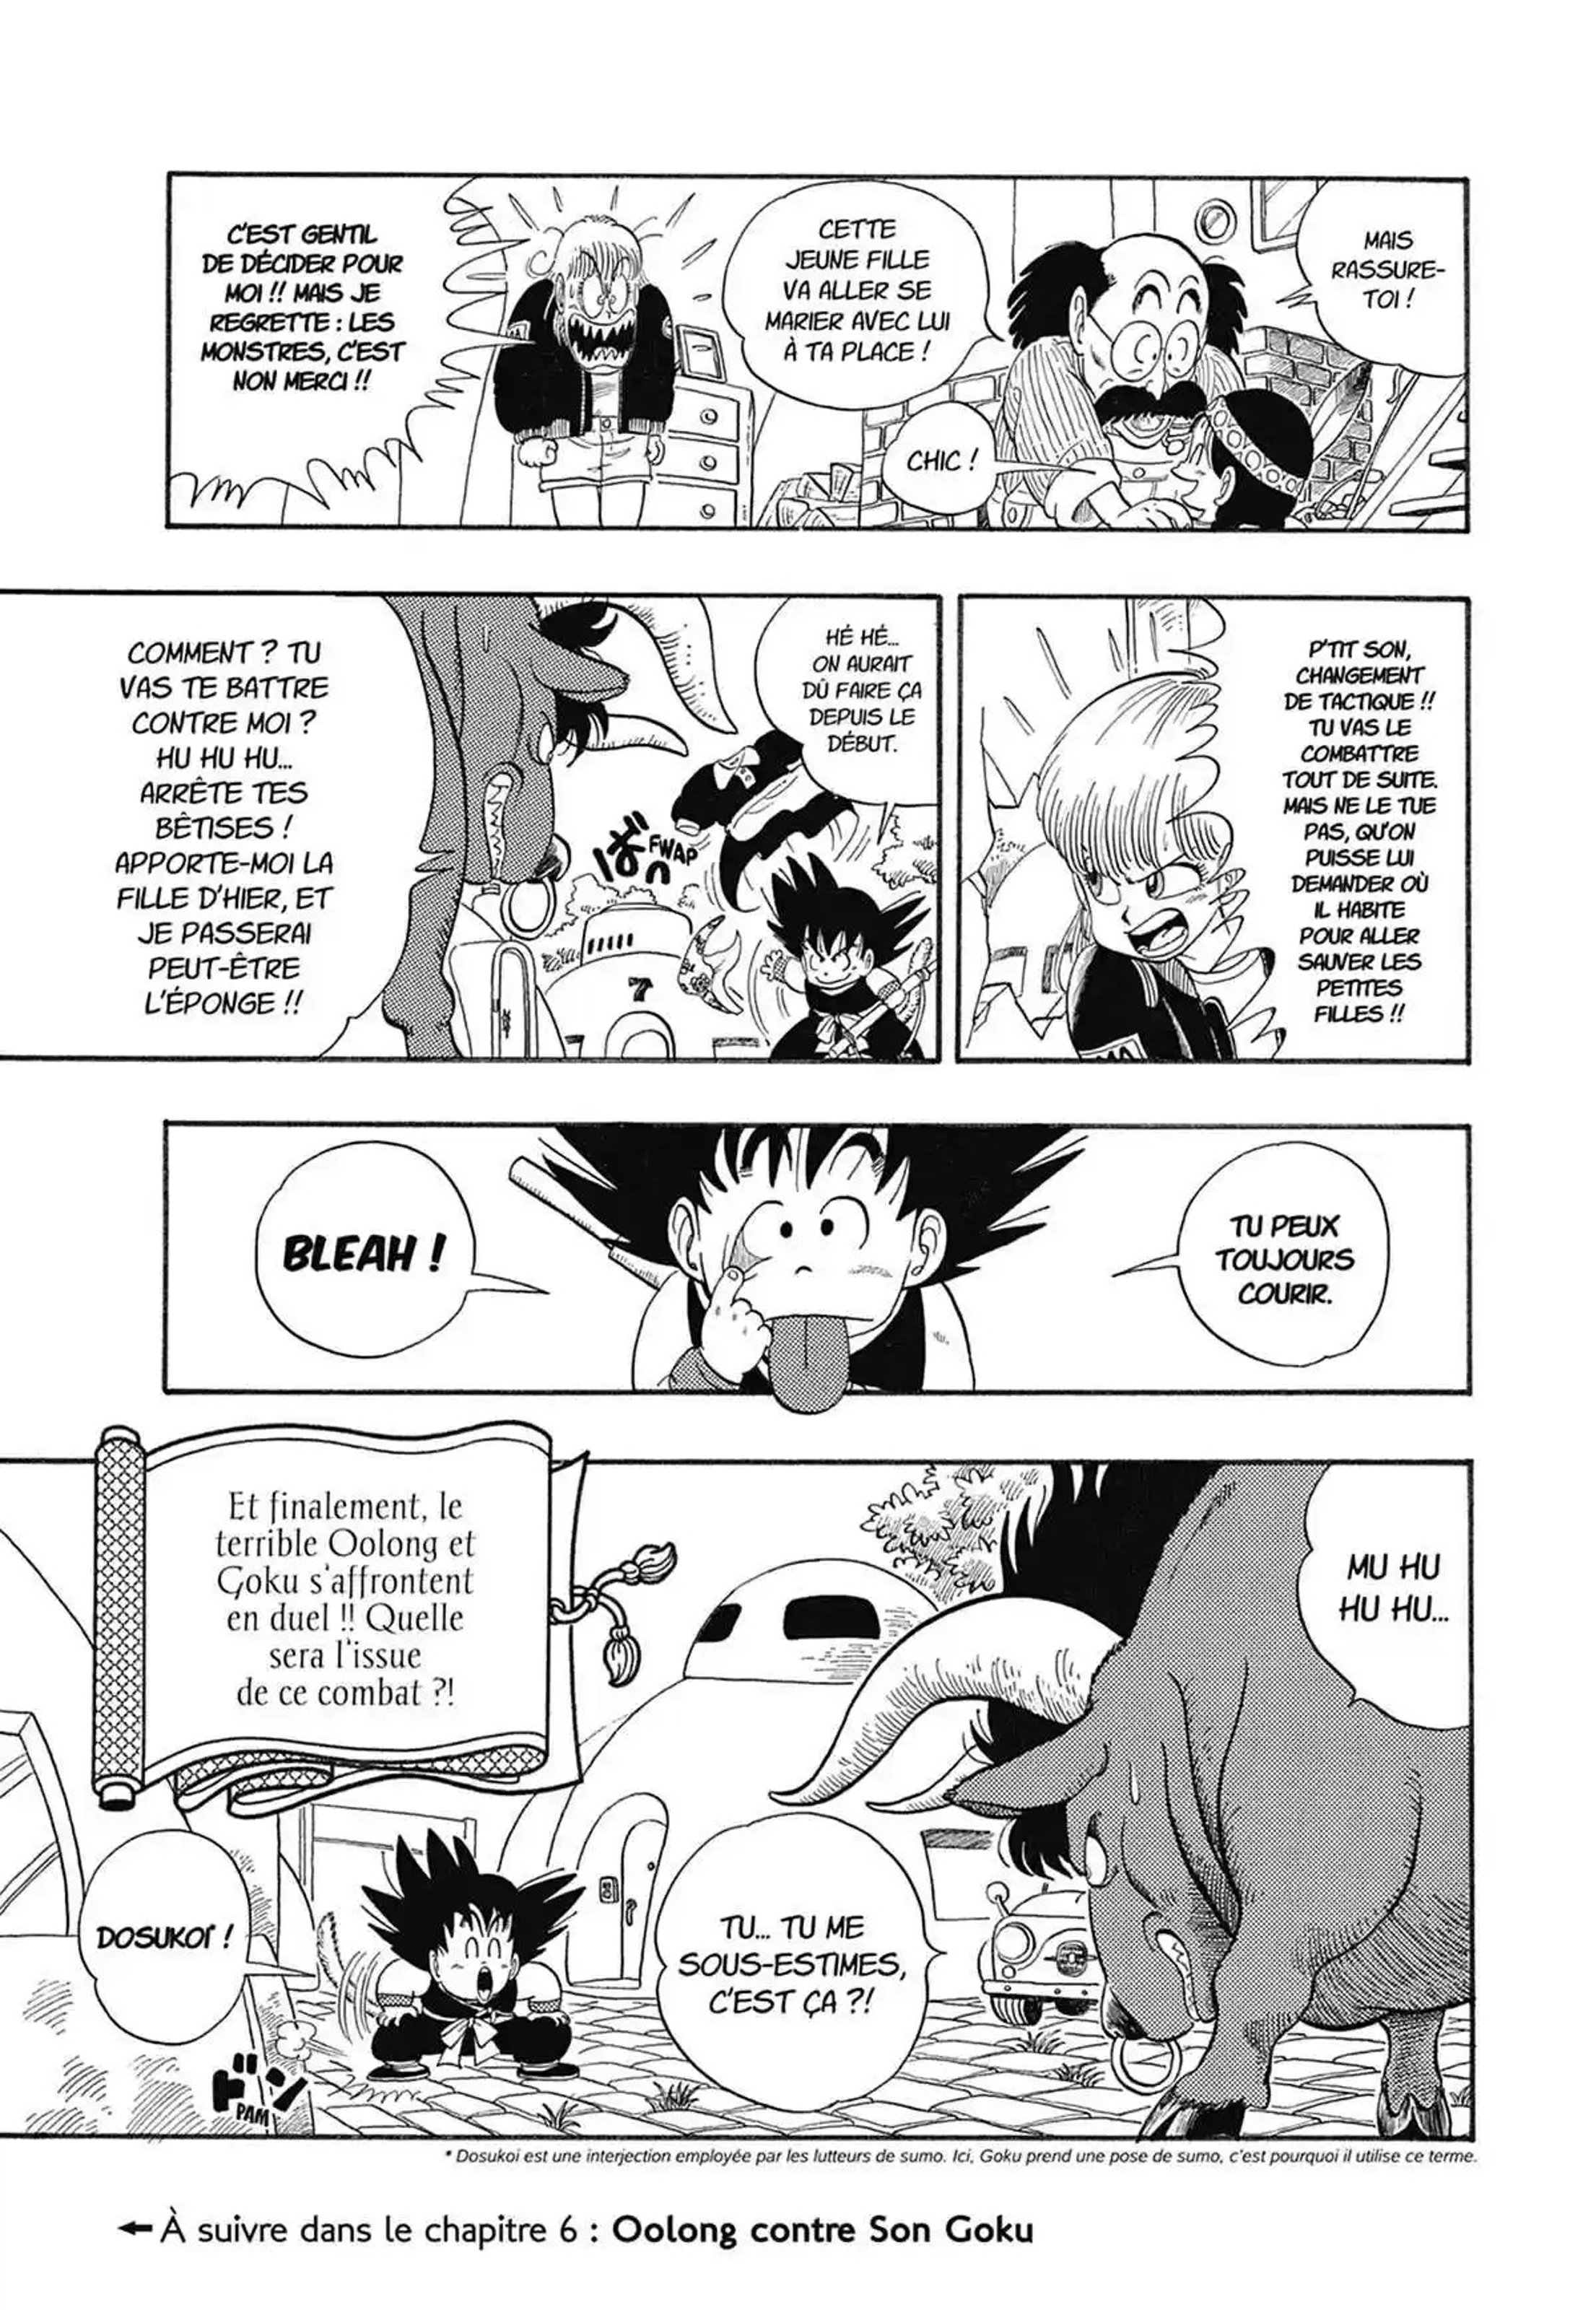 MAIS
RASSURE-
TOI !
CETTE
JEUNE FILLE
VA ALLER SE
MARIER AVEC LUI
À TA PLACE !
CHIC !
C'EST GENTIL
DE DÉCIDER POUR
MOI !! MAIS JE
REGRETTE : LES
MONSTRES, C'EST
NON MERCI !!
P'TIT SON,
CHANGEMENT
DE TACTIQUE !!
TU VAS LE
COMBATTRE
TOUT DE SUITE.
MAIS NE LE TUE
PAS, QU'ON
PUISSE LUI
DEMANDER OÙ
IL HABITE
POUR ALLER
SAUVER LES
PETITES
FILLES !!
HÉ HÉ...
ON AURAIT
DÛ FAIRE ÇA
DEPUIS LE
DÉBUT.
ばっ
FWAP
7
COMMENT ? TU
VAS TE BATTRE
CONTRE MOI ?
HU HU HU...
ARRÊTE TES
BÊTISES !
APPORTE-MOI LA
FILLE D'HIER, ET
JE PASSERAI
PEUT-ÊTRE
L'ÉPONGE !!
TU PEUX
TOUJOURS
COURIR.
BLEAH !
MU HU
HU HU...
Et finalement, le
terrible Oolong et
Goku s'affrontent
en duel !! Quelle
sera l'issue
de ce combat ?!
TU... TU ME
SOUS-ESTIMES,
C'EST ÇA ?!
DOSUKOÏ !
ドン
PAM
* Dosukoi est une interjection employée par les lutteurs de sumo. Ici, Goku prend une pose de sumo, c'est pourquoi il utilise ce terme.
← À suivre dans le chapitre 6 : Oolong contre Son Goku